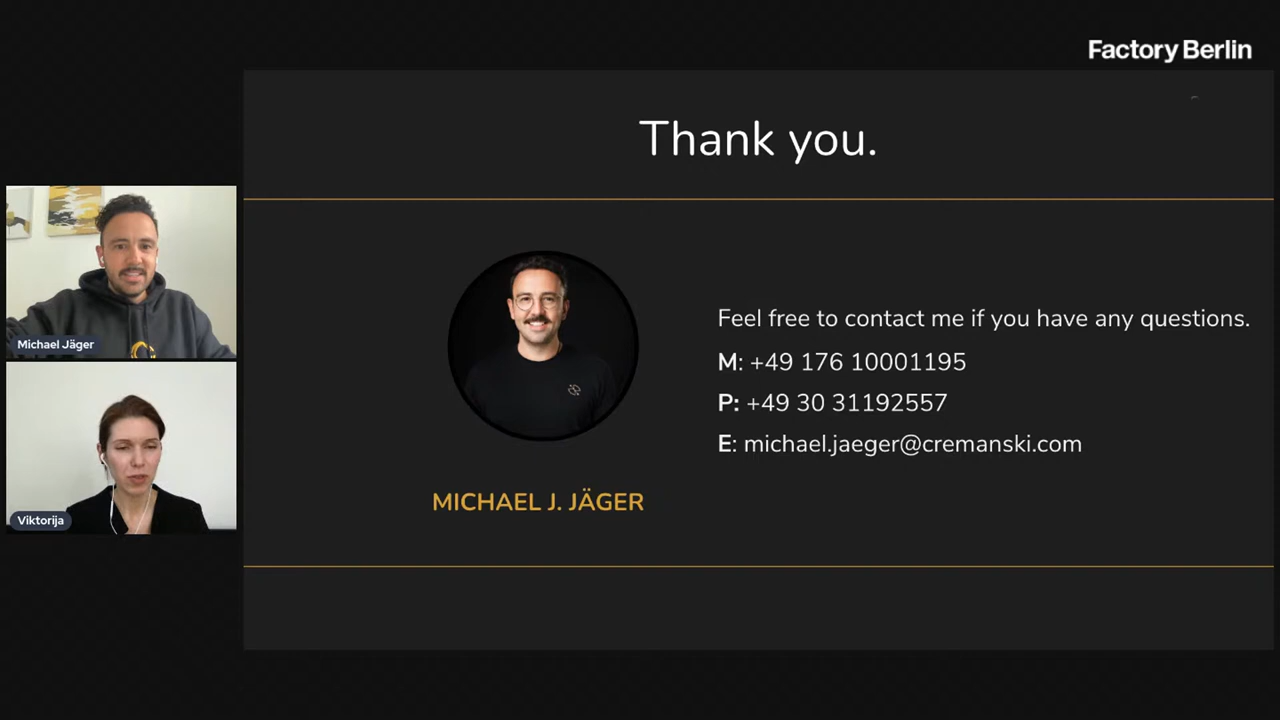 Factory Berlin
Thank you.
Michael Jäger
Viktorija
Feel free to contact me if you have any questions.
M: +49 176 10001195
P: +49 30 31192557
E: michael.jaeger@cremanski.com
MICHAEL J. JÄGER